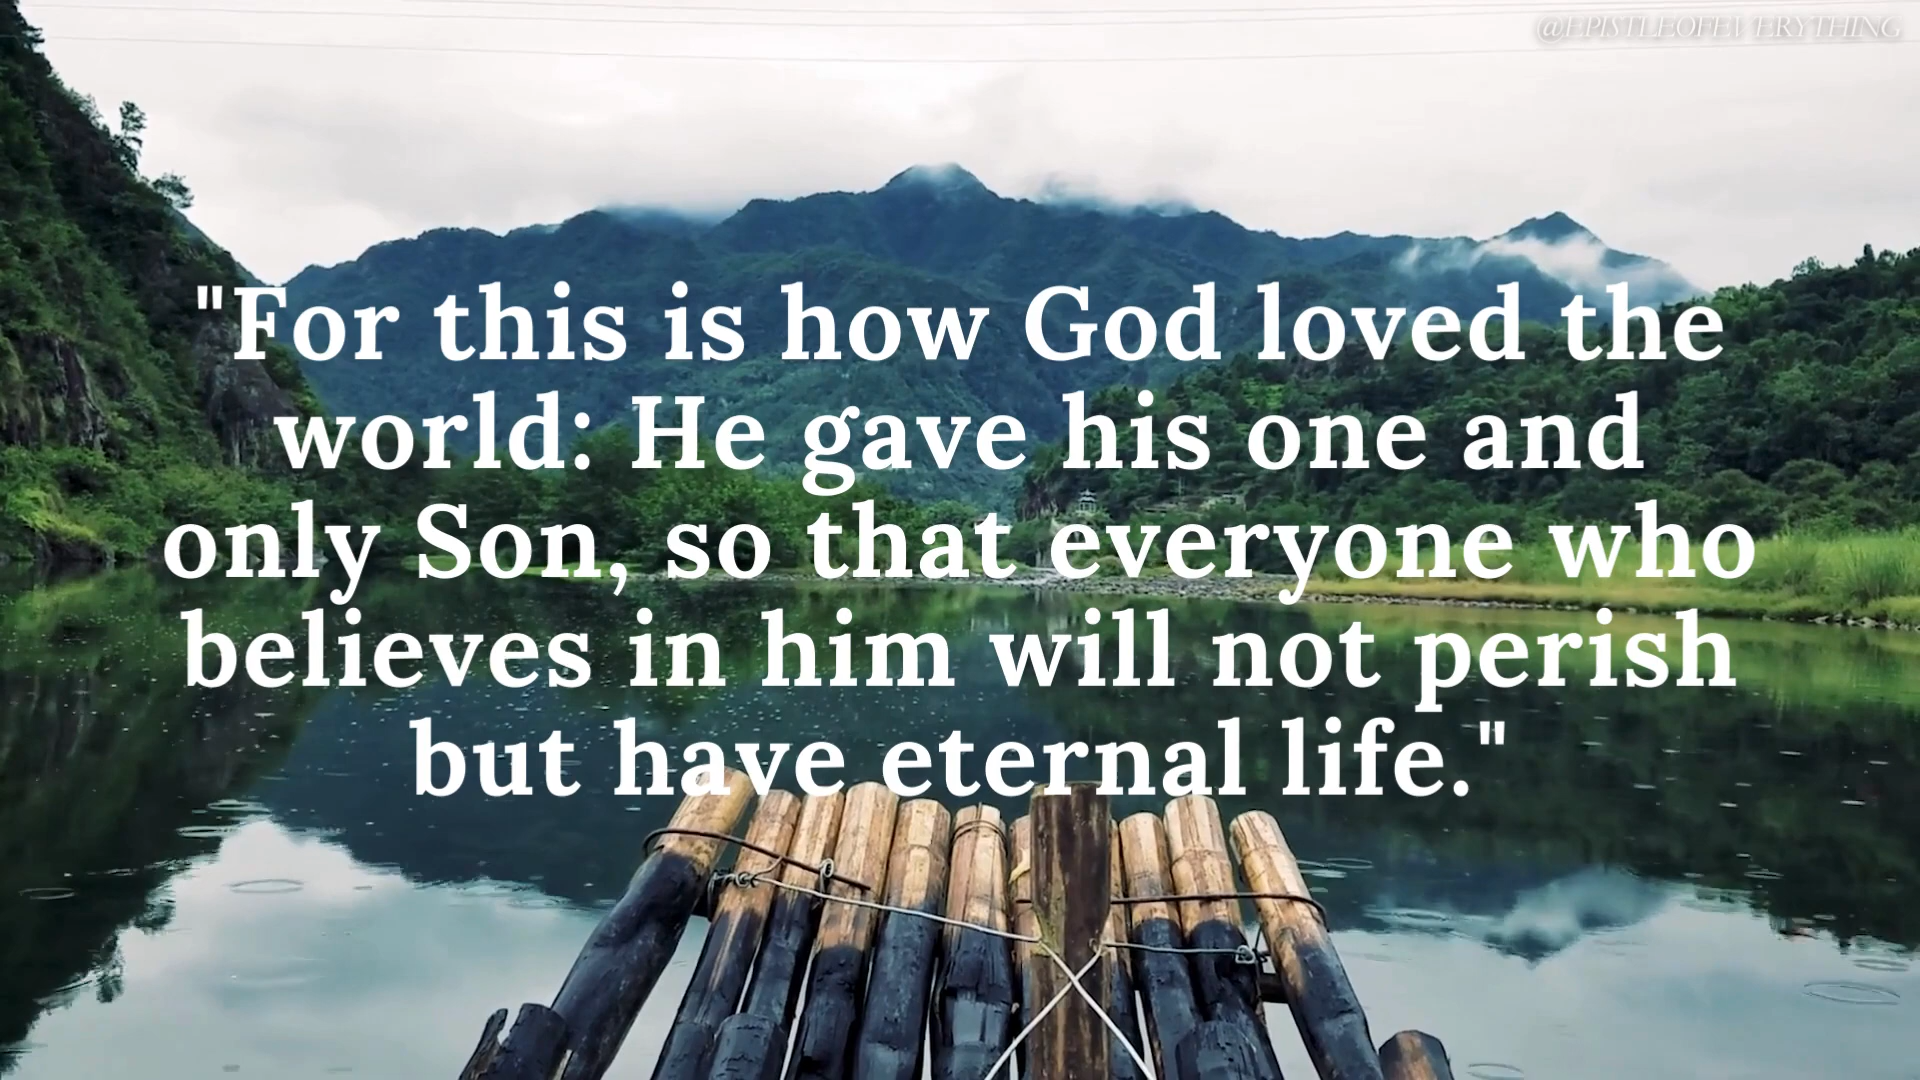 @EPISTLEOFEVERYTHING
"For this is how God loved the
world: He gave his one and
only Son, so that everyone who
believes in him will not perish
but have eternal life."